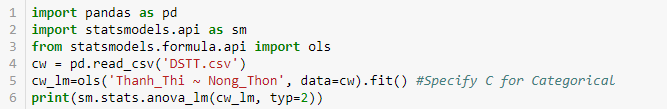 1 import pandas as pd
2 import statsmodels.api as sm
3 from statsmodels.formula.api import ols
4 cw = pd.read_csv('DSTT.csv')
5 cw_lm=ols('Thanh_Thi ~ Nong_Thon', data=cw).fit() #Specify C for Categorical
6 print(sm.stats.anova_lm(cw_lm, typ=2))